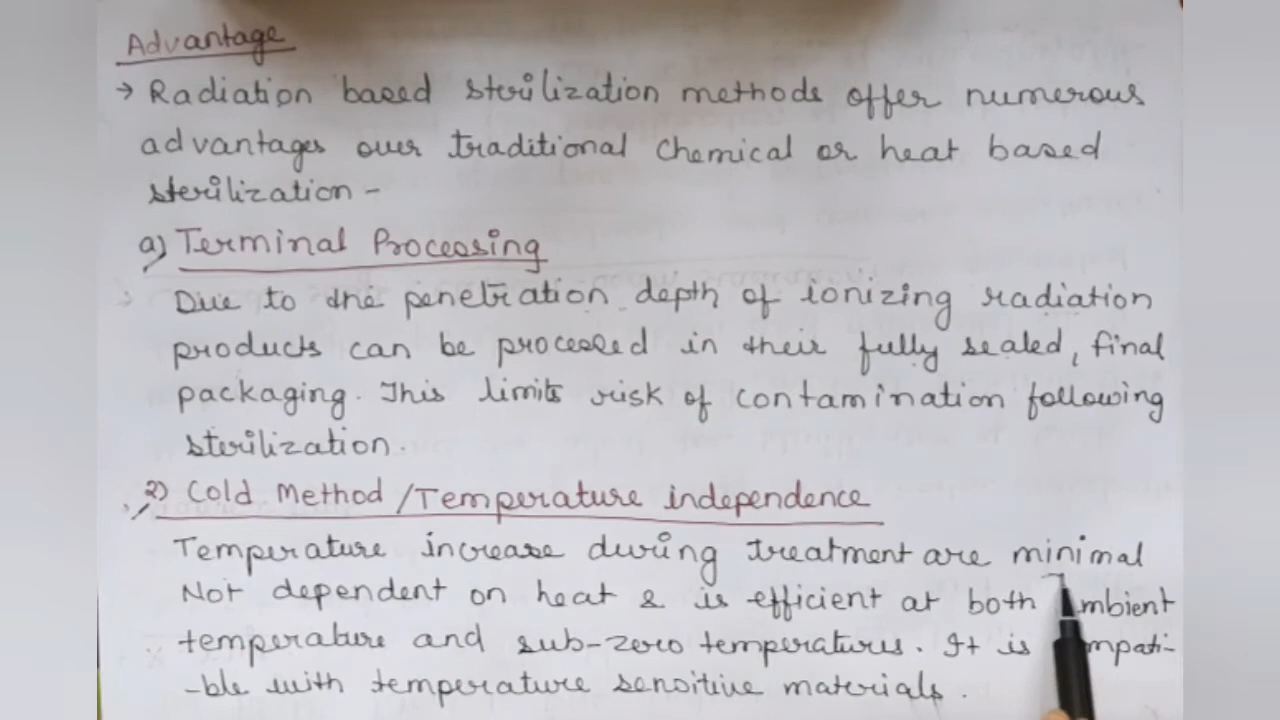 Advantage
→ Radiation based sterilization methods offer numerous
advantages over traditional chemical or heat based
sterilization -
a) Terminal Processing
Due to the penetration depth of ionizing radiation
products can be processed in their fully sealed, final
packaging. This limits risk of contamination following
sterilization.
2) Cold Method / Temperature independence
Temperature increase during treatment are minimal
Not dependent on heat & is efficient at both mbient
temperature and sub-zero temperatures. It is mpati-
-ble with temperature sensitive materials.